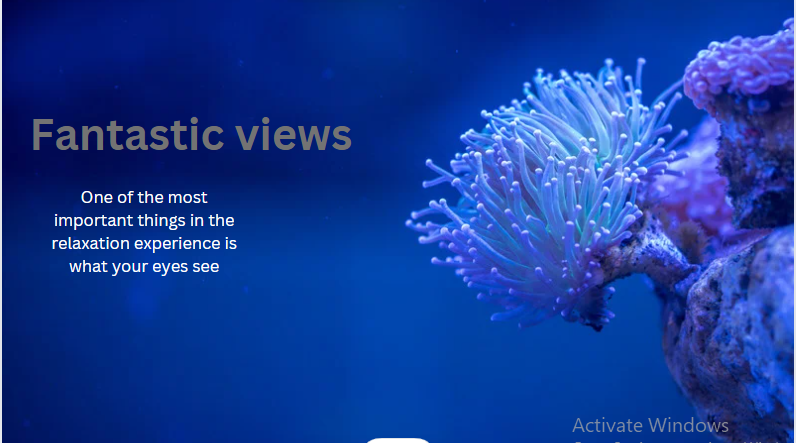 Fantastic views
One of the most
important things in the
relaxation experience is
what your eyes see
Activate Windows